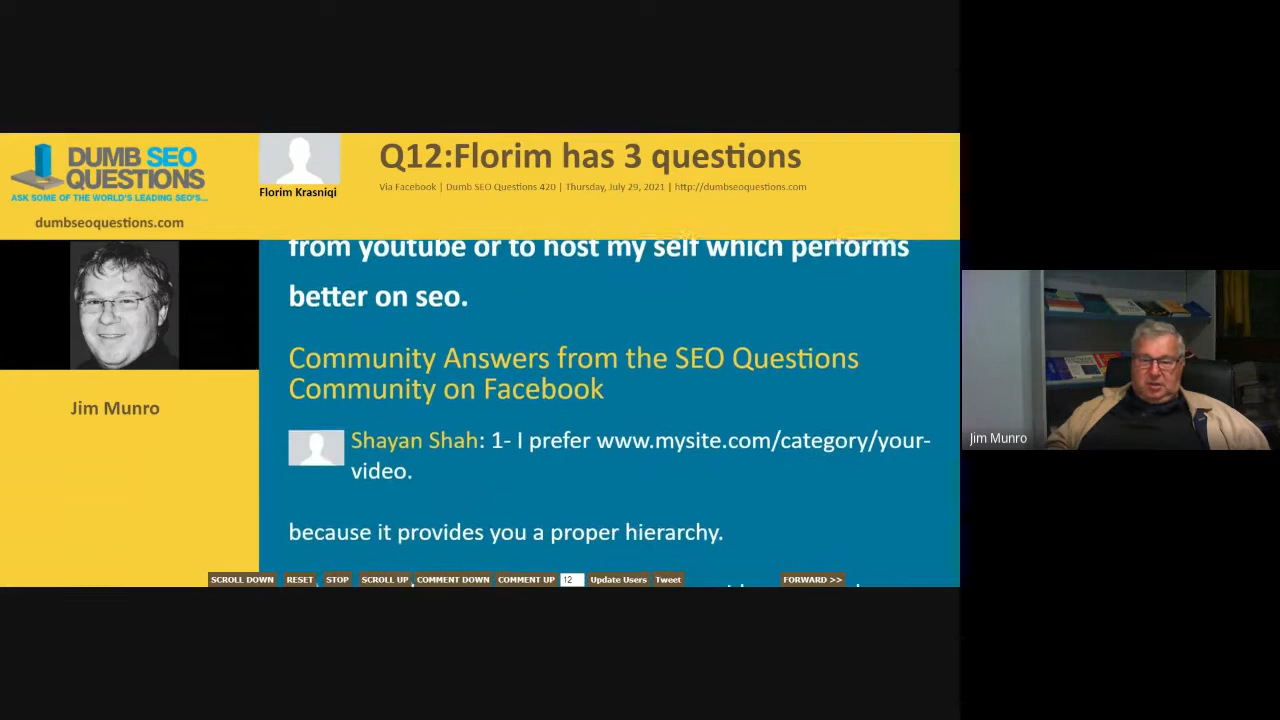 DUMB SEO
QUESTIONS
ASK SOME OF THE WORLD'S LEADING SEO'S...
dumbseoquestions.com
Florim Krasniqi
Q12:Florim has 3 questions
Via Facebook | Dumb SEO Questions 420 | Thursday, July 29, 2021 | http://dumbseoquestions.com
Jim Munro
from youtube or to host my self which performs
better on seo.
Community Answers from the SEO Questions
Community on Facebook
Shayan Shah: 1- I prefer www.mysite.com/category/your-
video.
because it provides you a proper hierarchy.
SCROLL DOWN RESET STOP SCROLL UP COMMENT DOWN COMMENT UP 12 Update Users Tweet FORWARD >>
Jim Munro